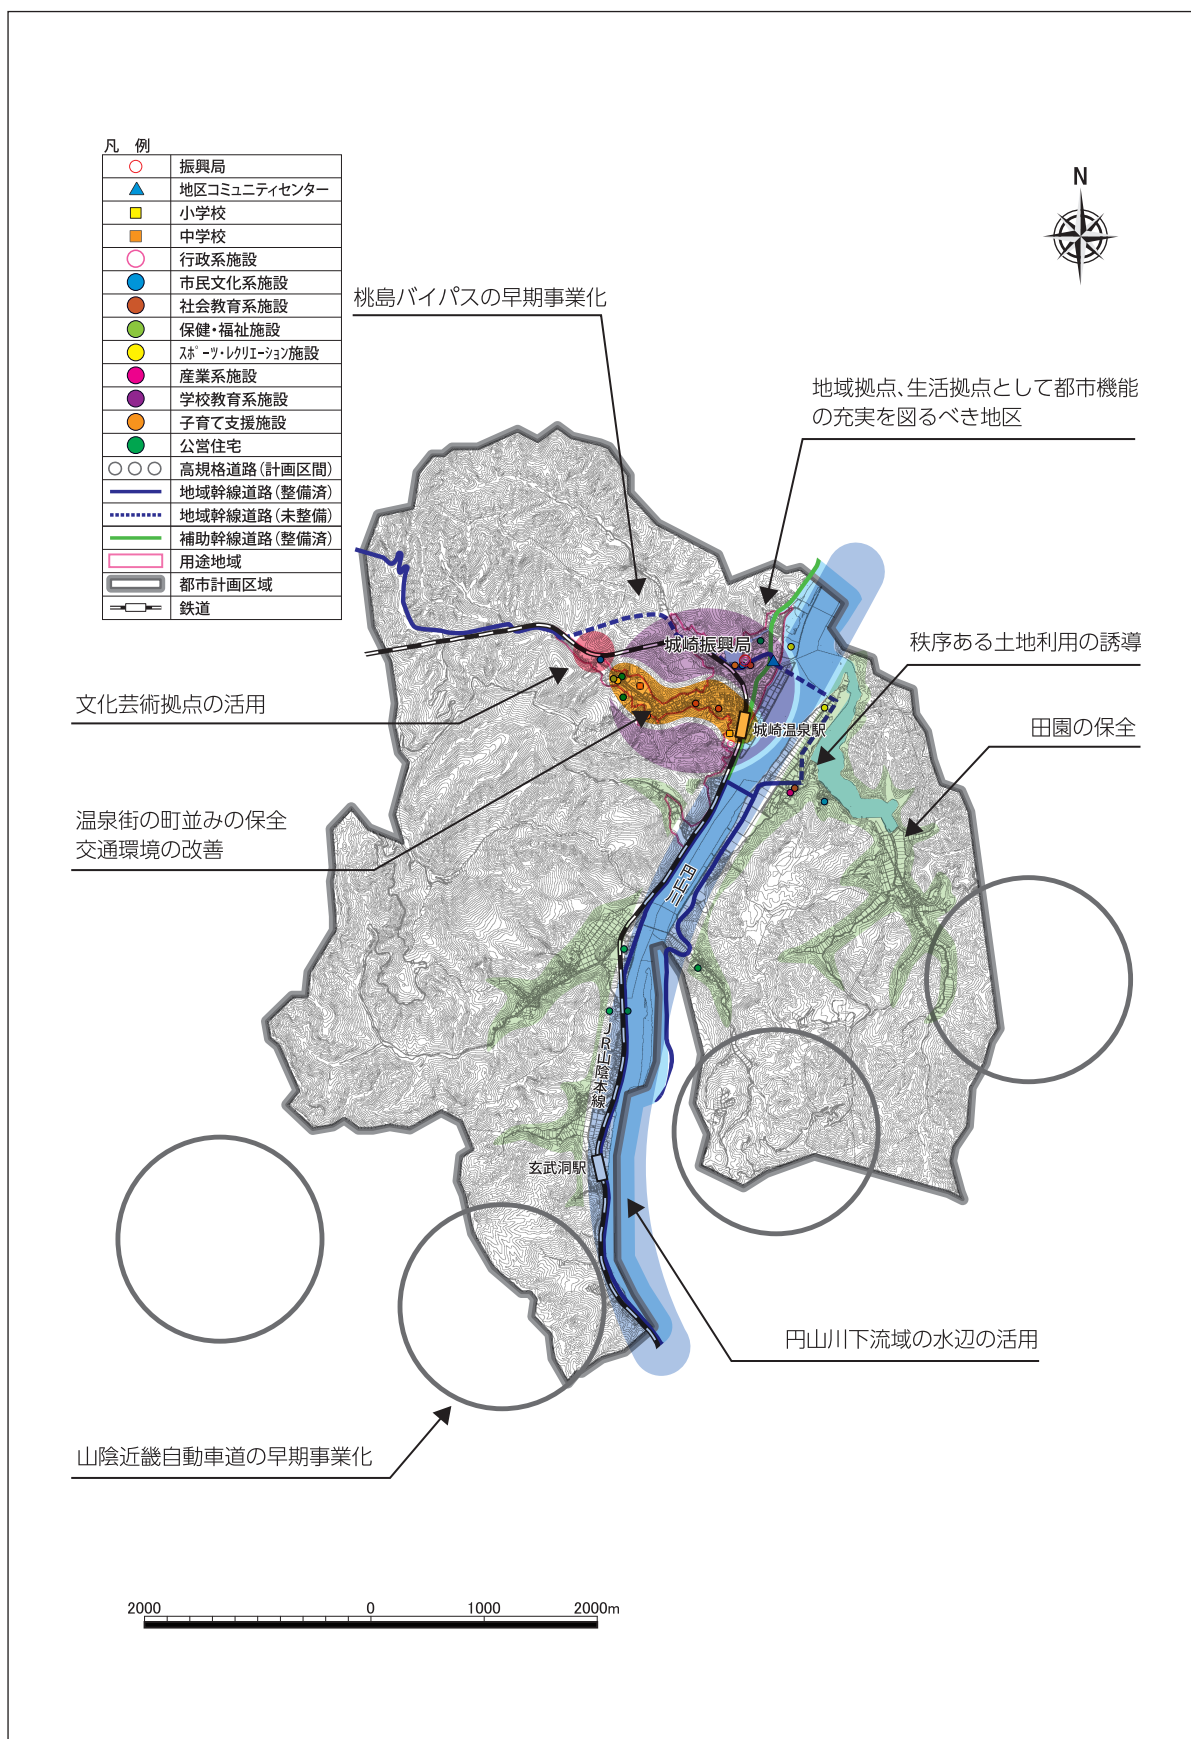 凡 例
振興局
地区コミュニティセンター
小学校
中学校
行政系施設
市民文化系施設
社会教育系施設
保健・福祉施設
ｽﾎﾟｰﾂ・ﾚｸﾘｴｰｼｮﾝ施設
産業系施設
学校教育系施設
子育て支援施設
公営住宅
高規格道路（計画区間）
地域幹線道路（整備済）
地域幹線道路（未整備）
補助幹線道路（整備済）
用途地域
都市計画区域
鉄道
N
桃島バイパスの早期事業化
地域拠点、生活拠点として都市機能
の充実を図るべき地区
城崎振興局
秩序ある土地利用の誘導
文化芸術拠点の活用
城崎温泉駅
田園の保全
温泉街の町並みの保全
交通環境の改善
円山川
JR山陰本線
玄武洞駅
円山川下流域の水辺の活用
山陰近畿自動車道の早期事業化
2000 0 1000 2000m